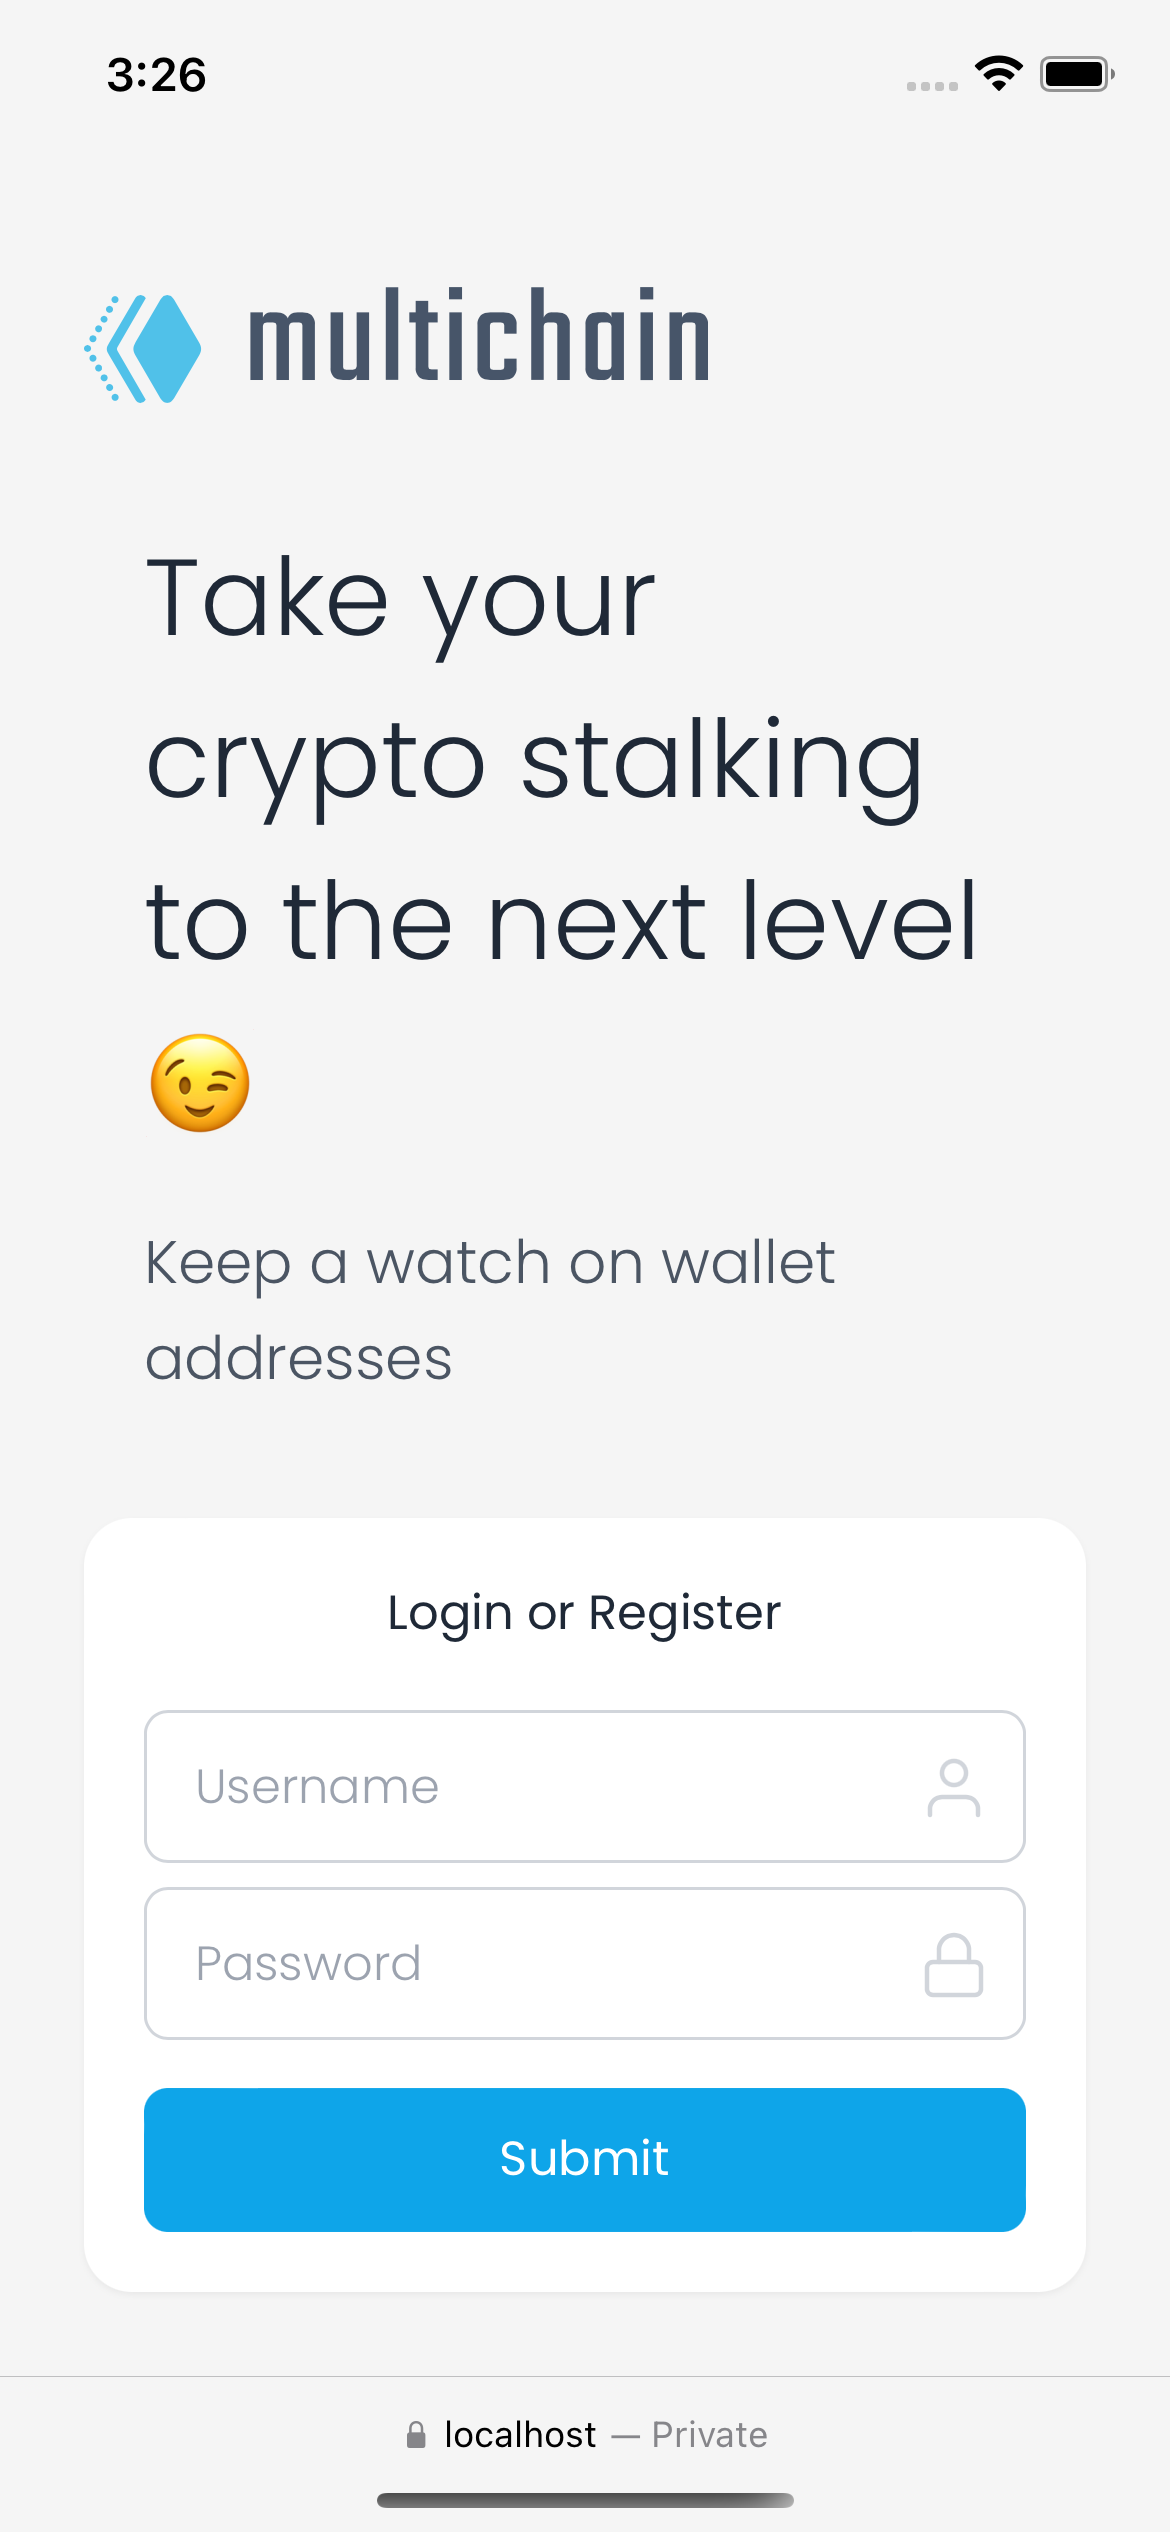 3:26
multichain
Take your
crypto stalking
to the next level
😉
Keep a watch on wallet
addresses
Login or Register
Username
Password
Submit
localhost — Private